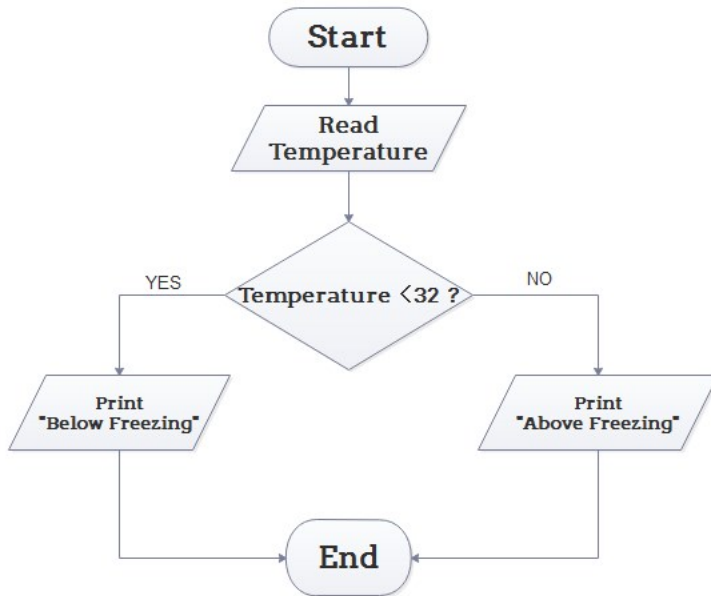 Start
Read
Temperature
Temperature <32 ?
YES
NO
Print
"Below Freezing"
Print
"Above Freezing"
End